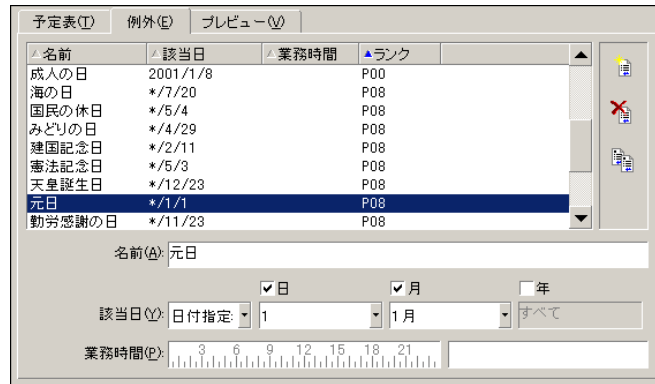 予定表(T) 例外(E) プレビュー(V)
名前 該当日 業務時間 ランク
成人の日 2001/1/8 P00
海の日 */7/20 P08
国民の休日 */5/4 P08
みどりの日 */4/29 P08
建国記念日 */2/11 P08
憲法記念日 */5/3 P08
天皇誕生日 */12/23 P08
元日 */1/1 P08
勤労感謝の日 */11/23 P08
名前(A): 元日
日 月 年
該当日(Y): 日付指定: 1 1月 すべて
業務時間(P): 3 6 9 12 15 18 21